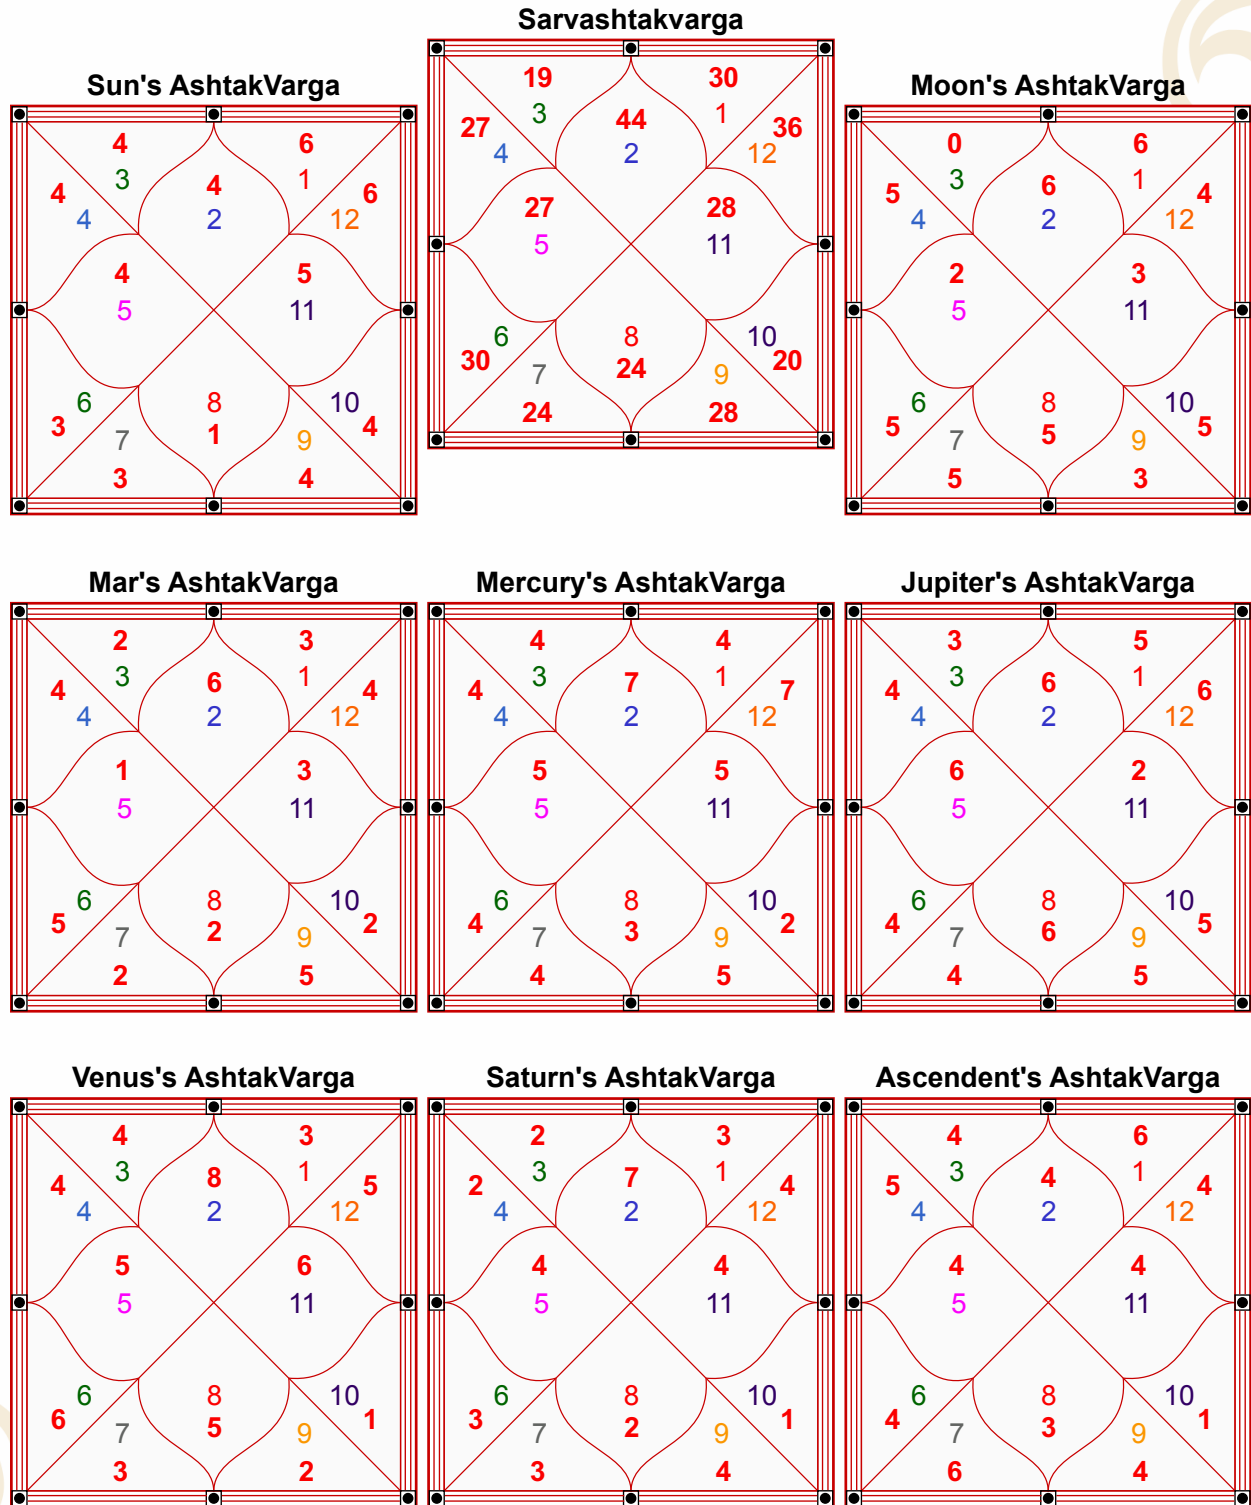 Sarvashtakvarga
19 30
3 44 1
27 36
4 2 12
27 28
5 11
6 8 10
30 7 24 9 20
24 28
Sun's AshtakVarga
4 6
3 4 1
4 6
4 2 12
4 5
5 11
6 8 10
3 7 1 9 4
3 4
Moon's AshtakVarga
0 6
3 6 1
5 4
4 2 12
2 3
5 11
6 8 10
5 7 5 9 5
5 3
Mar's AshtakVarga
2 3
3 6 1
4 4
4 2 12
1 3
5 11
6 8 10
5 7 2 9 2
2 5
Mercury's AshtakVarga
4 4
3 7 1
4 7
4 2 12
5 5
5 11
6 8 10
4 7 3 9 2
4 5
Jupiter's AshtakVarga
3 5
3 6 1
4 6
4 2 12
6 2
5 11
6 8 10
4 7 6 9 5
4 5
Venus's AshtakVarga
4 3
3 8 1
4 5
4 2 12
5 6
5 11
6 8 10
6 7 5 9 1
3 2
Saturn's AshtakVarga
2 3
3 7 1
2 4
4 2 12
4 4
5 11
6 8 10
3 7 2 9 1
3 4
Ascendent's AshtakVarga
4 6
3 4 1
5 4
4 2 12
4 4
5 11
6 8 10
4 7 3 9 1
6 4